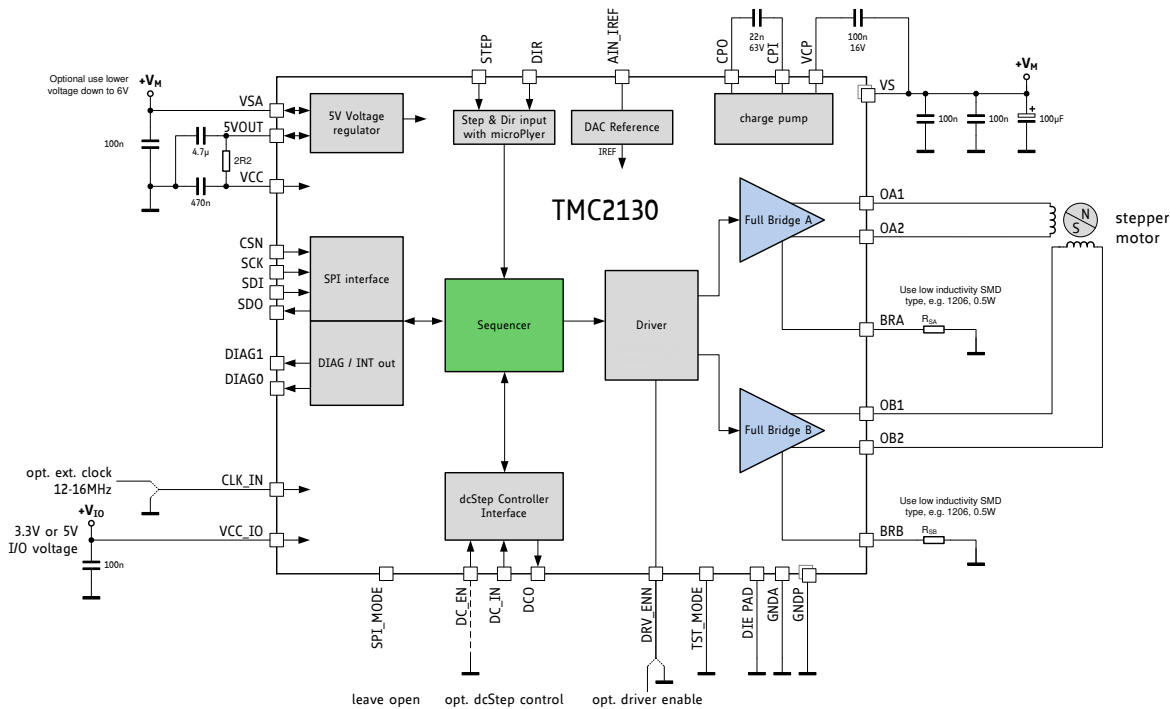 STEP
DIR
AIN_IREF
CPO
22n
63V
CPI
VCP
100n
16V
Optional use lower
voltage down to 6V
+VM
VSA
5VOUT
5V Voltage
regulator
Step & Dir input
with microPlyer
DAC Reference
IREF
charge pump
VS
+VM
+
100n
100n
100µF
100n
4.7µ
2R2
VCC
470n
TMC2130
Full Bridge A
OA1
OA2
N
S
stepper
motor
CSN
SCK
SDI
SDO
SPI interface
Sequencer
Driver
Use low inductivity SMD
type, e.g. 1206, 0.5W
BRA
RSA
DIAG1
DIAG0
DIAG / INT out
Full Bridge B
OB1
OB2
opt. ext. clock
12-16MHz
CLK_IN
+VIO
3.3V or 5V
I/O voltage
VCC_IO
100n
dcStep Controller
Interface
Use low inductivity SMD
type, e.g. 1206, 0.5W
BRB
RSB
SPI_MODE
DC_EN
DC_IN
DCO
DRV_ENN
TST_MODE
DIE PAD
GNDA
GNDP
leave open
opt. dcStep control
opt. driver enable